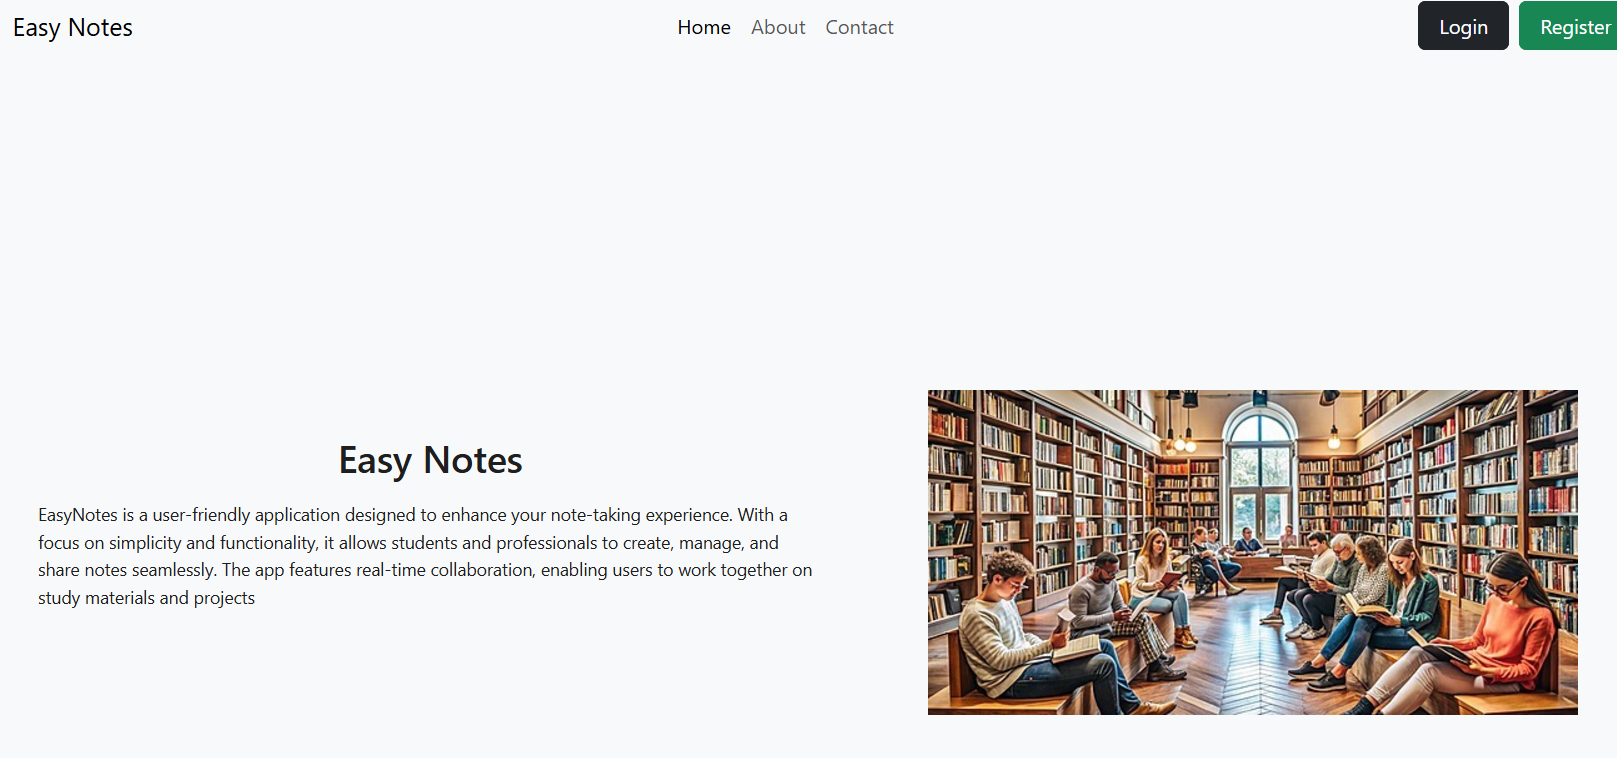 Easy Notes
Home About Contact
Login Register
Easy Notes
EasyNotes is a user-friendly application designed to enhance your note-taking experience. With a
focus on simplicity and functionality, it allows students and professionals to create, manage, and
share notes seamlessly. The app features real-time collaboration, enabling users to work together on
study materials and projects